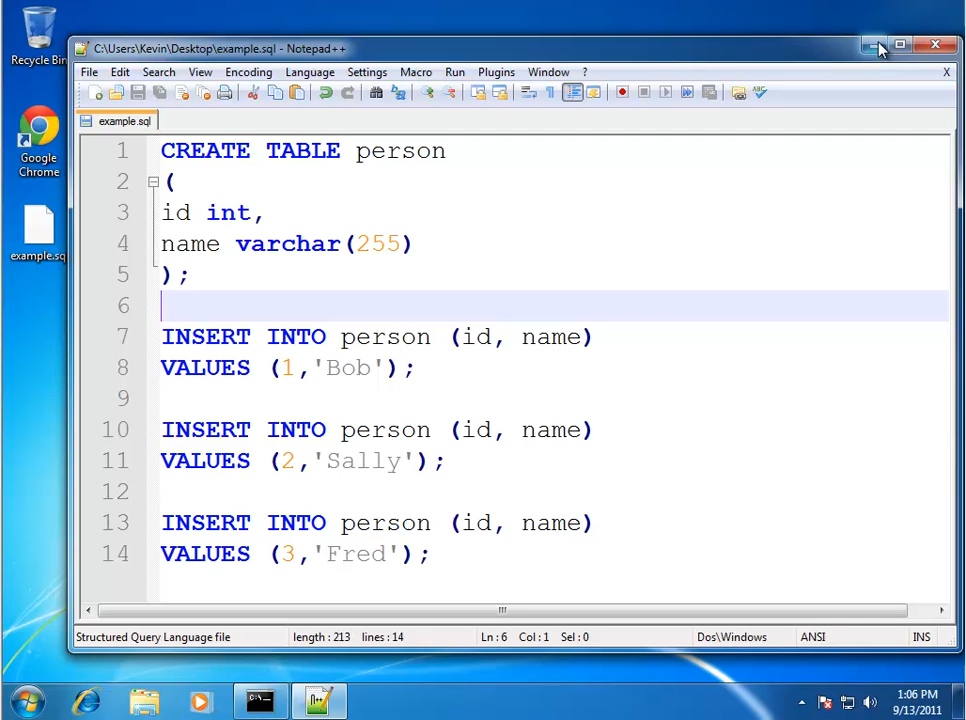 Recycle Bin
Google
Chrome
example.sq
C:\Users\Kevin\Desktop\example.sql - Notepad++
File Edit Search View Encoding Language Settings Macro Run Plugins Window ? X
example.sql
1 CREATE TABLE person
2 (
3 id int,
4 name varchar(255)
5 );
6
7 INSERT INTO person (id, name)
8 VALUES (1,'Bob');
9
10 INSERT INTO person (id, name)
11 VALUES (2,'Sally');
12
13 INSERT INTO person (id, name)
14 VALUES (3,'Fred');
Structured Query Language file length : 213 lines : 14 Ln : 6 Col : 1 Sel : 0 Dos\Windows ANSI INS
1:06 PM
9/13/2011